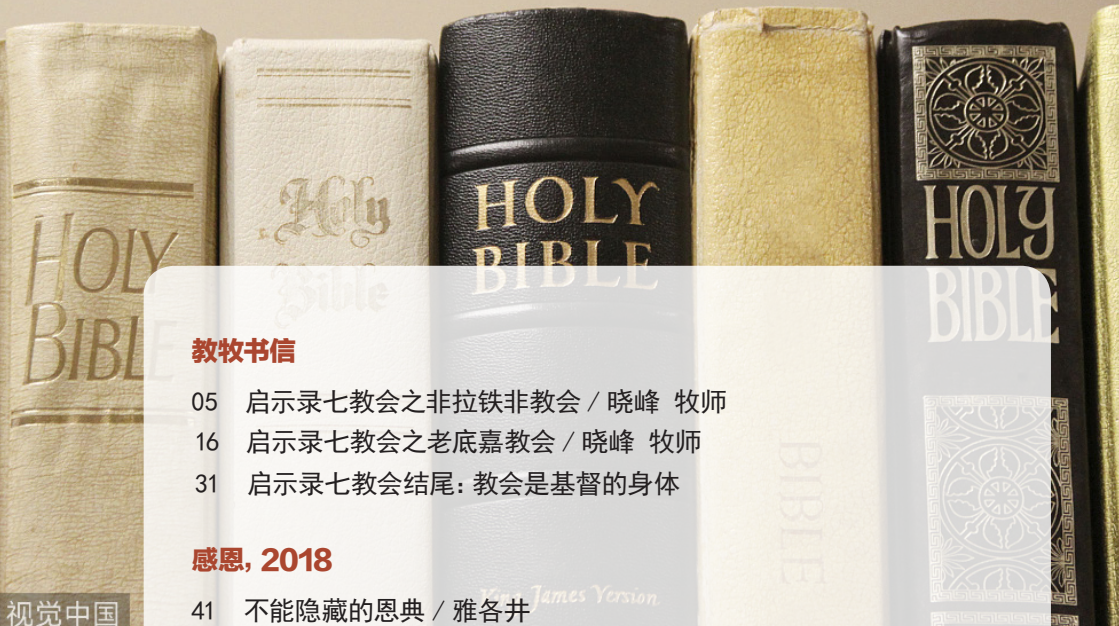 HOLY
BIBLE
Holy
Bible
HOLY
BIBLE
King James Version
BIBLE
HOLY
BIBLE
教牧书信
05 启示录七教会之非拉铁非教会 / 晓峰 牧师
16 启示录七教会之老底嘉教会 / 晓峰 牧师
31 启示录七教会结尾: 教会是基督的身体
感恩, 2018
41 不能隐藏的恩典 / 雅各井
视觉中国